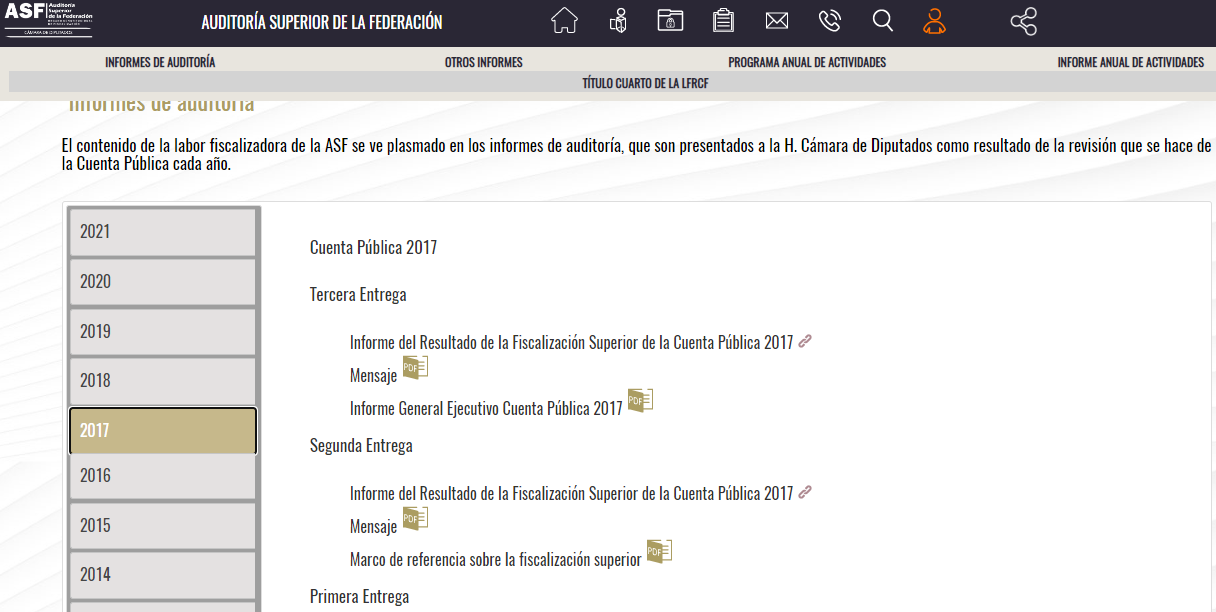 ASF Auditoría
Superior
de la Federación
CÁMARA DE DIPUTADOS
AUDITORÍA SUPERIOR DE LA FEDERACIÓN
INFORMES DE AUDITORÍA
OTROS INFORMES
PROGRAMA ANUAL DE ACTIVIDADES
INFORME ANUAL DE ACTIVIDADES
TÍTULO CUARTO DE LA LFRCF
Informes de auditoría
El contenido de la labor fiscalizadora de la ASF se ve plasmado en los informes de auditoría, que son presentados a la H. Cámara de Diputados como resultado de la revisión que se hace de
la Cuenta Pública cada año.
2021
2020
2019
2018
2017
2016
2015
2014
Cuenta Pública 2017
Tercera Entrega
Informe del Resultado de la Fiscalización Superior de la Cuenta Pública 2017
Mensaje PDF
Informe General Ejecutivo Cuenta Pública 2017 PDF
Segunda Entrega
Informe del Resultado de la Fiscalización Superior de la Cuenta Pública 2017
Mensaje PDF
Marco de referencia sobre la fiscalización superior PDF
Primera Entrega